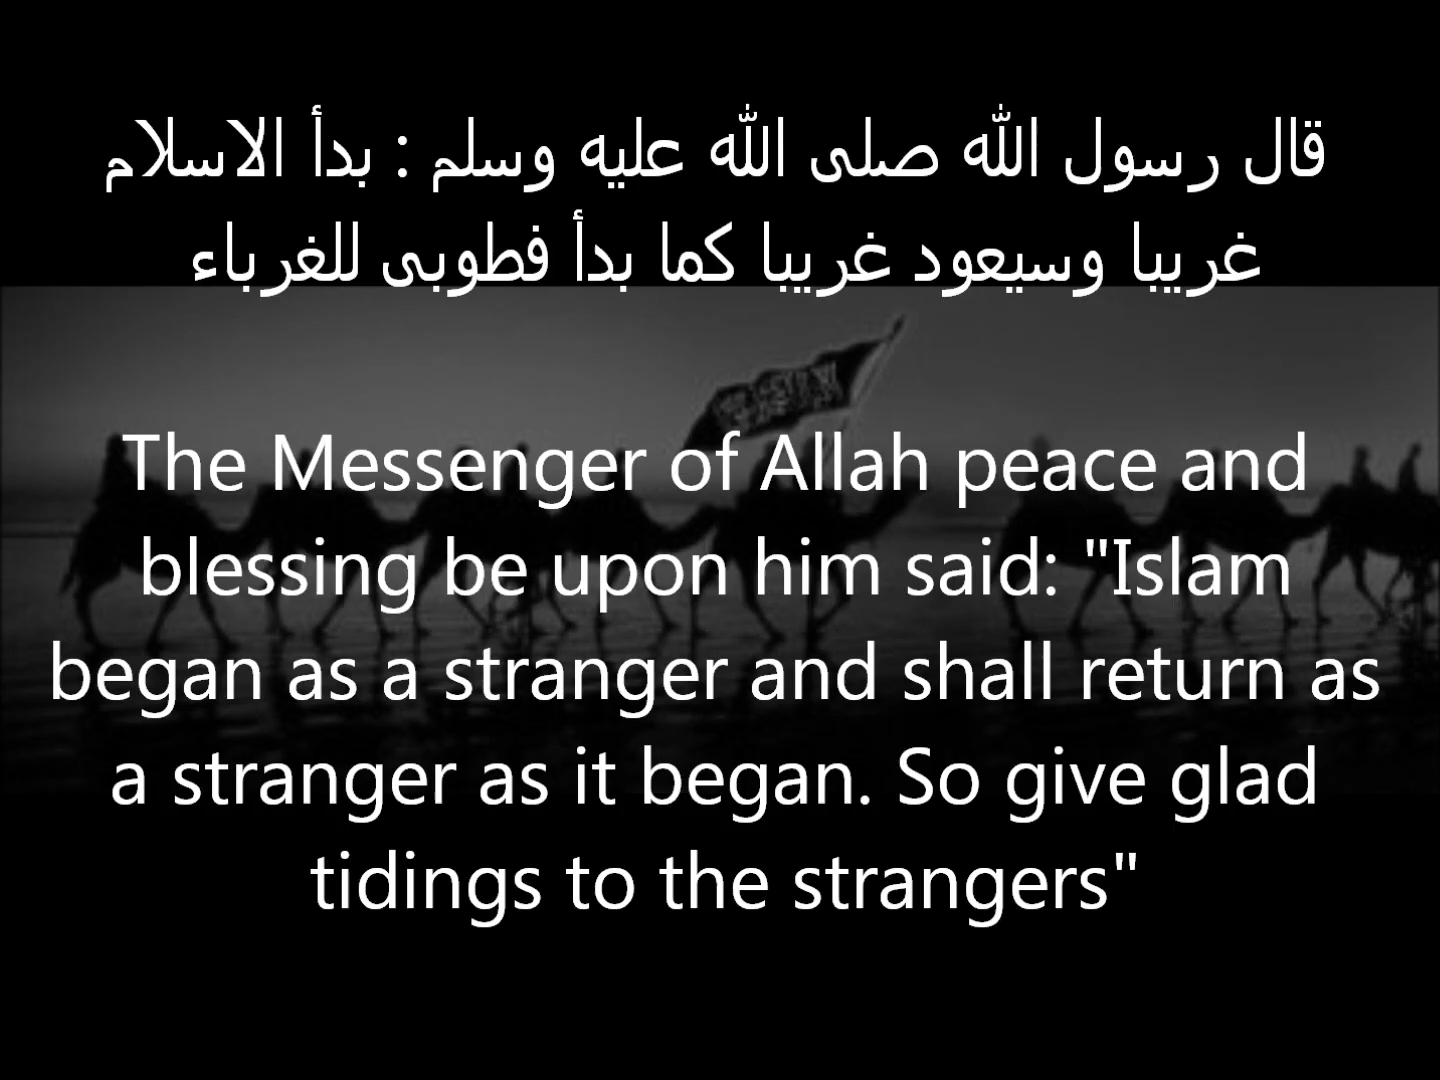 قال رسول الله صلى الله عليه وسلم : بدأ الاسلام
غريبا وسيعود غريبا كما بدأ فطوبى للغرباء
The Messenger of Allah peace and
blessing be upon him said: "Islam
began as a stranger and shall return as
a stranger as it began. So give glad
tidings to the strangers"